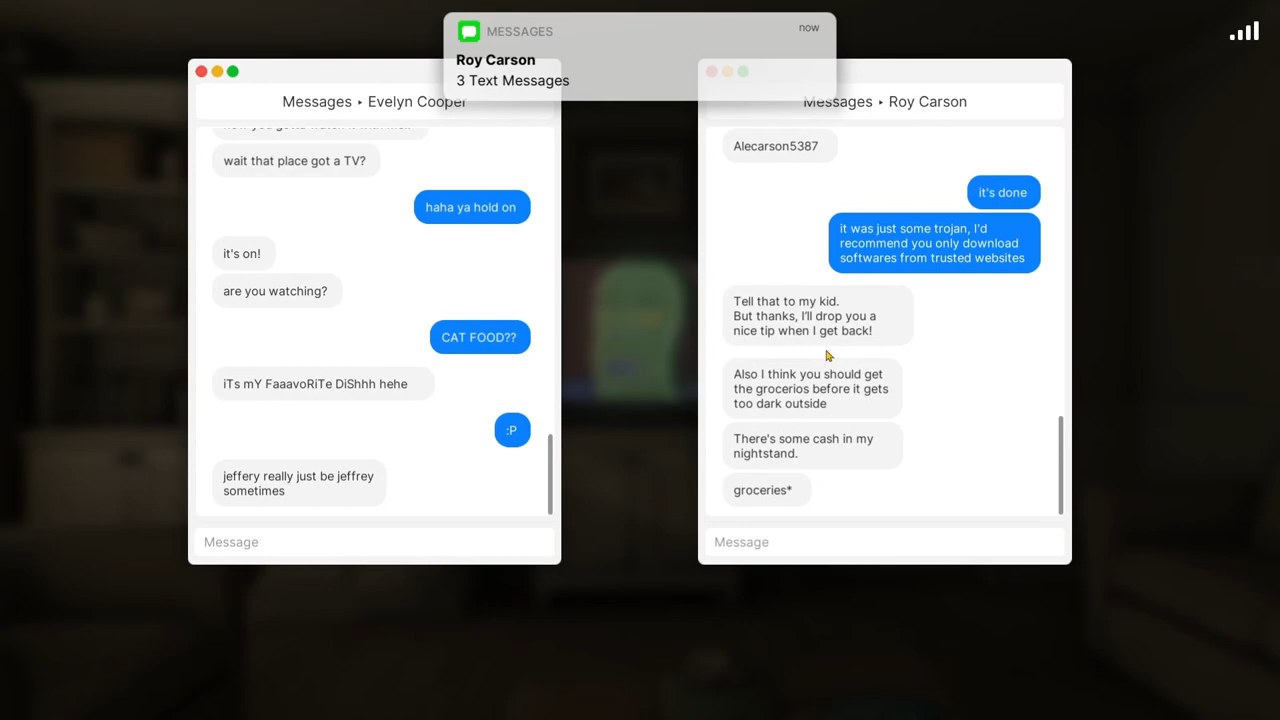 MESSAGES
now
Roy Carson
3 Text Messages
Messages ▸ Evelyn Cooper
wait that place got a TV?
haha ya hold on
it's on!
are you watching?
CAT FOOD??
iTs mY FaaavoRiTe DiShhh hehe
:P
jeffery really just be jeffrey
sometimes
Message
Messages ▸ Roy Carson
Alecarson5387
it's done
it was just some trojan, I'd
recommend you only download
softwares from trusted websites
Tell that to my kid.
But thanks, I'll drop you a
nice tip when I get back!
Also I think you should get
the grocerios before it gets
too dark outside
There's some cash in my
nightstand.
groceries*
Message